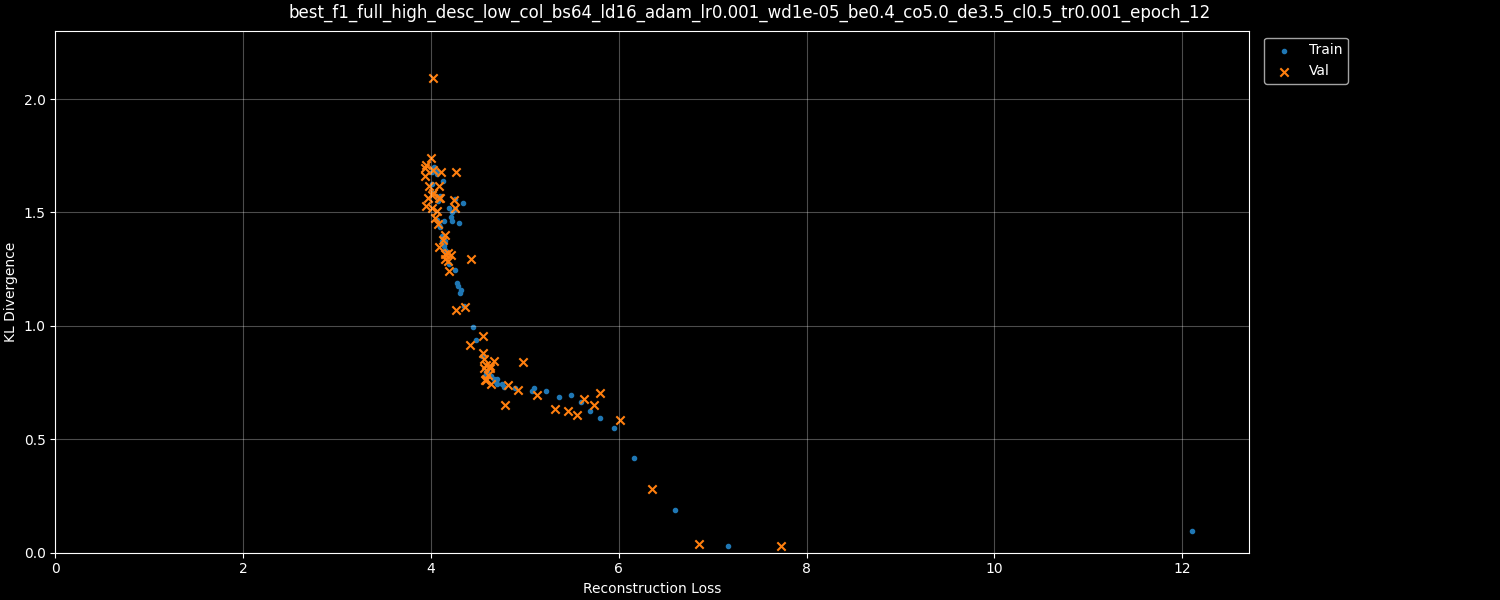 best_f1_full_high_desc_low_col_bs64_ld16_adam_lr0.001_wd1e-05_be0.4_co5.0_de3.5_cl0.5_tr0.001_epoch_12
Train
Val
2.0
1.5
1.0
0.5
0.0
KL Divergence
0 2 4 6 8 10 12
Reconstruction Loss